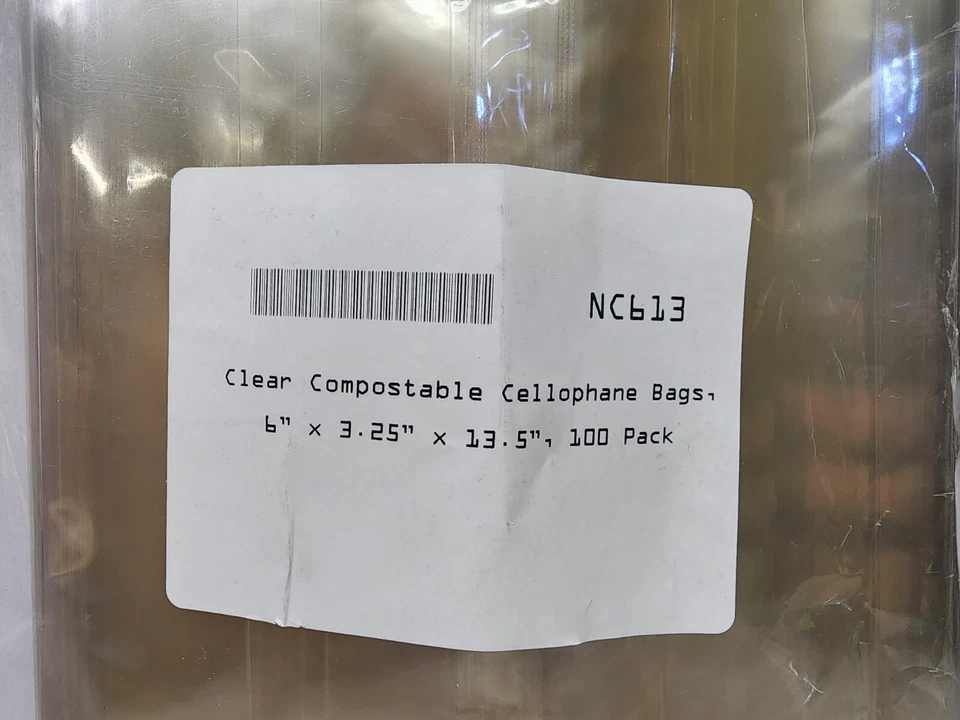 NC613
Clear Compostable Cellophane Bags,
6" x 3.25" x 13.5", 100 Pack